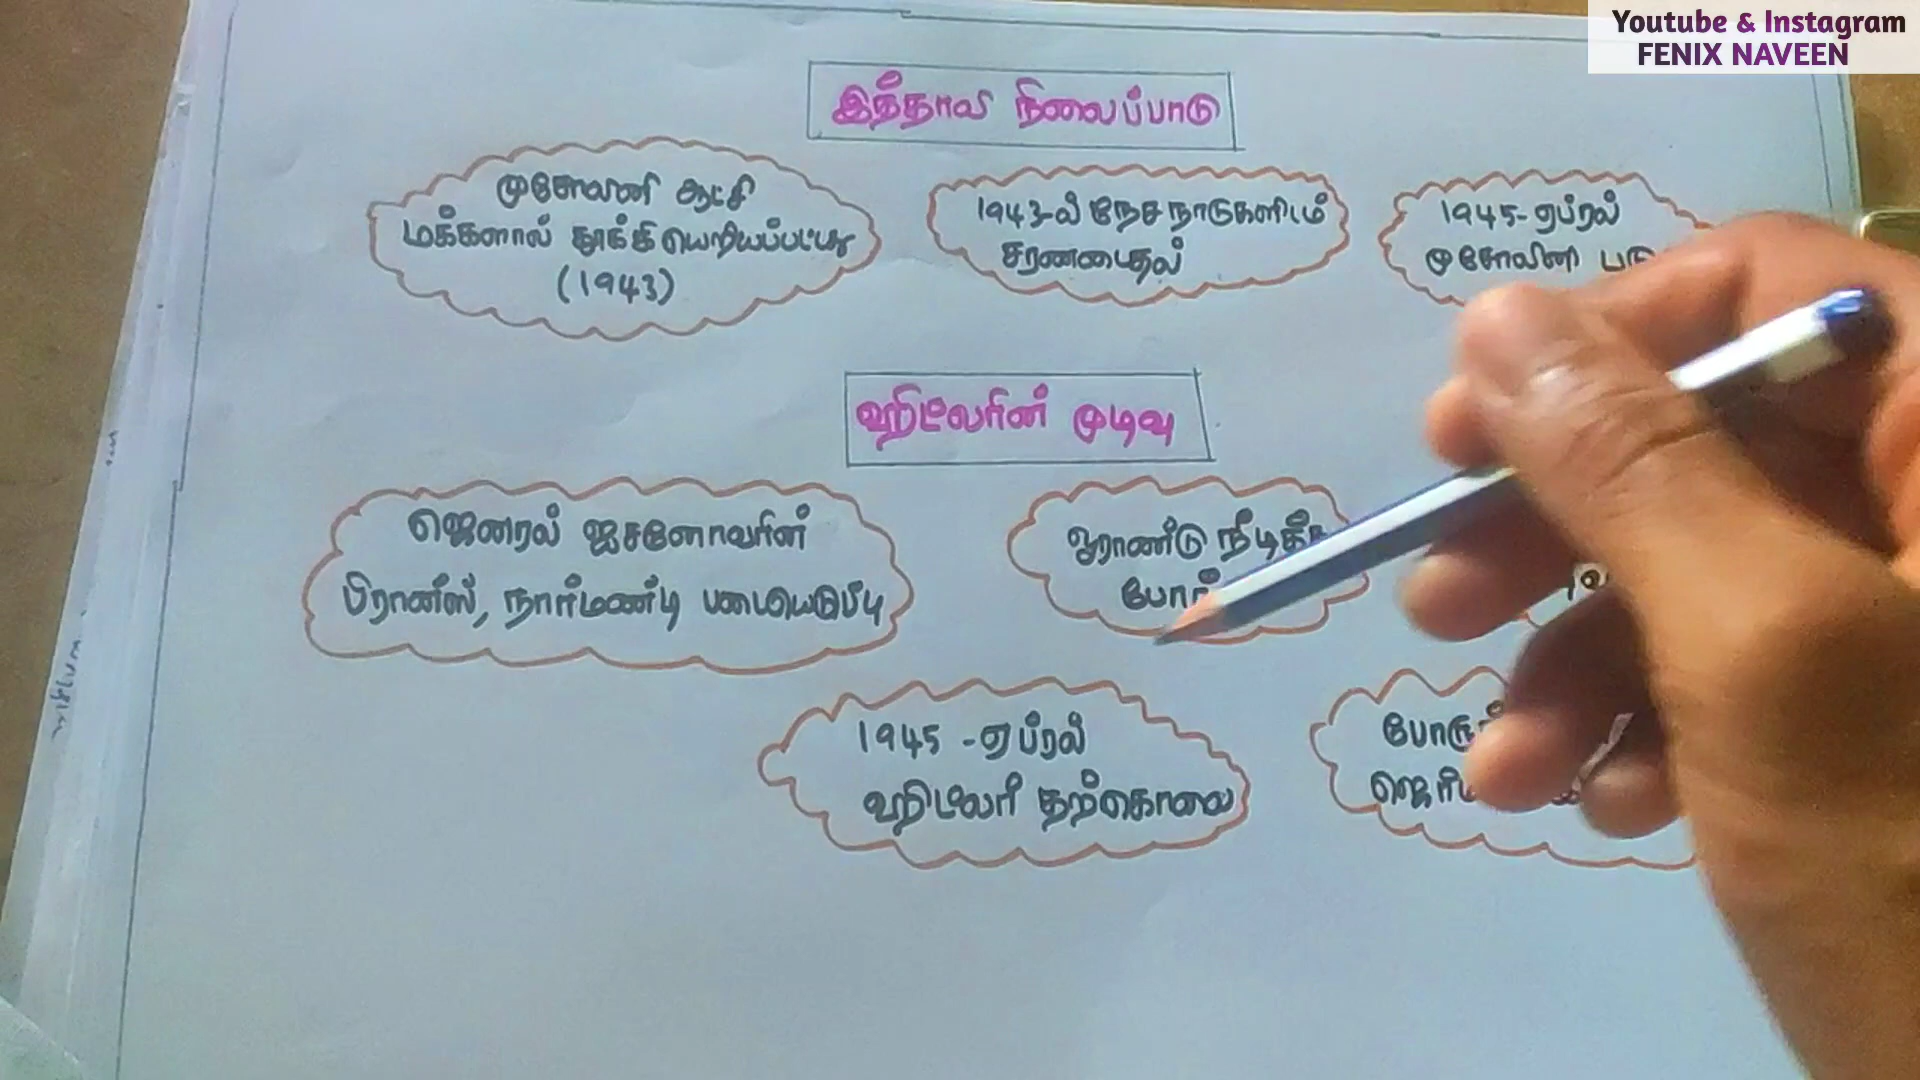 Youtube & Instagram
FENIX NAVEEN
இத்தாலி நிலைப்பாடு
முசோலினி ஆட்சி
மக்களால் தூக்கியெறியப்பட்டது
(1943)
1943-ல் நேச நாடுகளிடம்
சரணடைதல்
1945-ஏப்ரல்
முசோலினி
ஹிட்லரின் முடிவு
ஜெனரல் ஐசனோவரின்
பிரான்ஸ், நார்மண்டி படையெடுப்பு
ஓராண்டு
போர்
1945 -ஏப்ரல்
ஹிட்லர் தற்கொலை